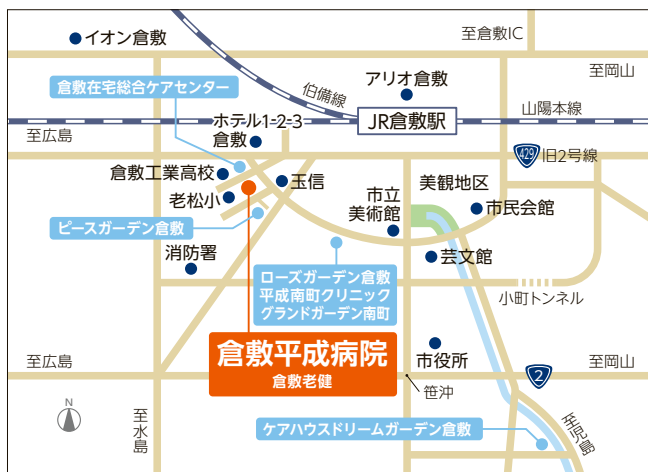 イオン倉敷
至倉敷IC
至岡山
アリオ倉敷
伯備線
倉敷在宅総合ケアセンター
山陽本線
JR倉敷駅
ホテル1-2-3
倉敷
至広島
429
旧2号線
倉敷工業高校
玉信
老松小
市立
美術館
美観地区
市民会館
ピースガーデン倉敷
消防署
芸文館
ローズガーデン倉敷
平成南町クリニック
グランドガーデン南町
小町トンネル
倉敷平成病院
倉敷老健
市役所
至広島
2
至岡山
笹沖
N
至水島
ケアハウスドリームガーデン倉敷
至児島